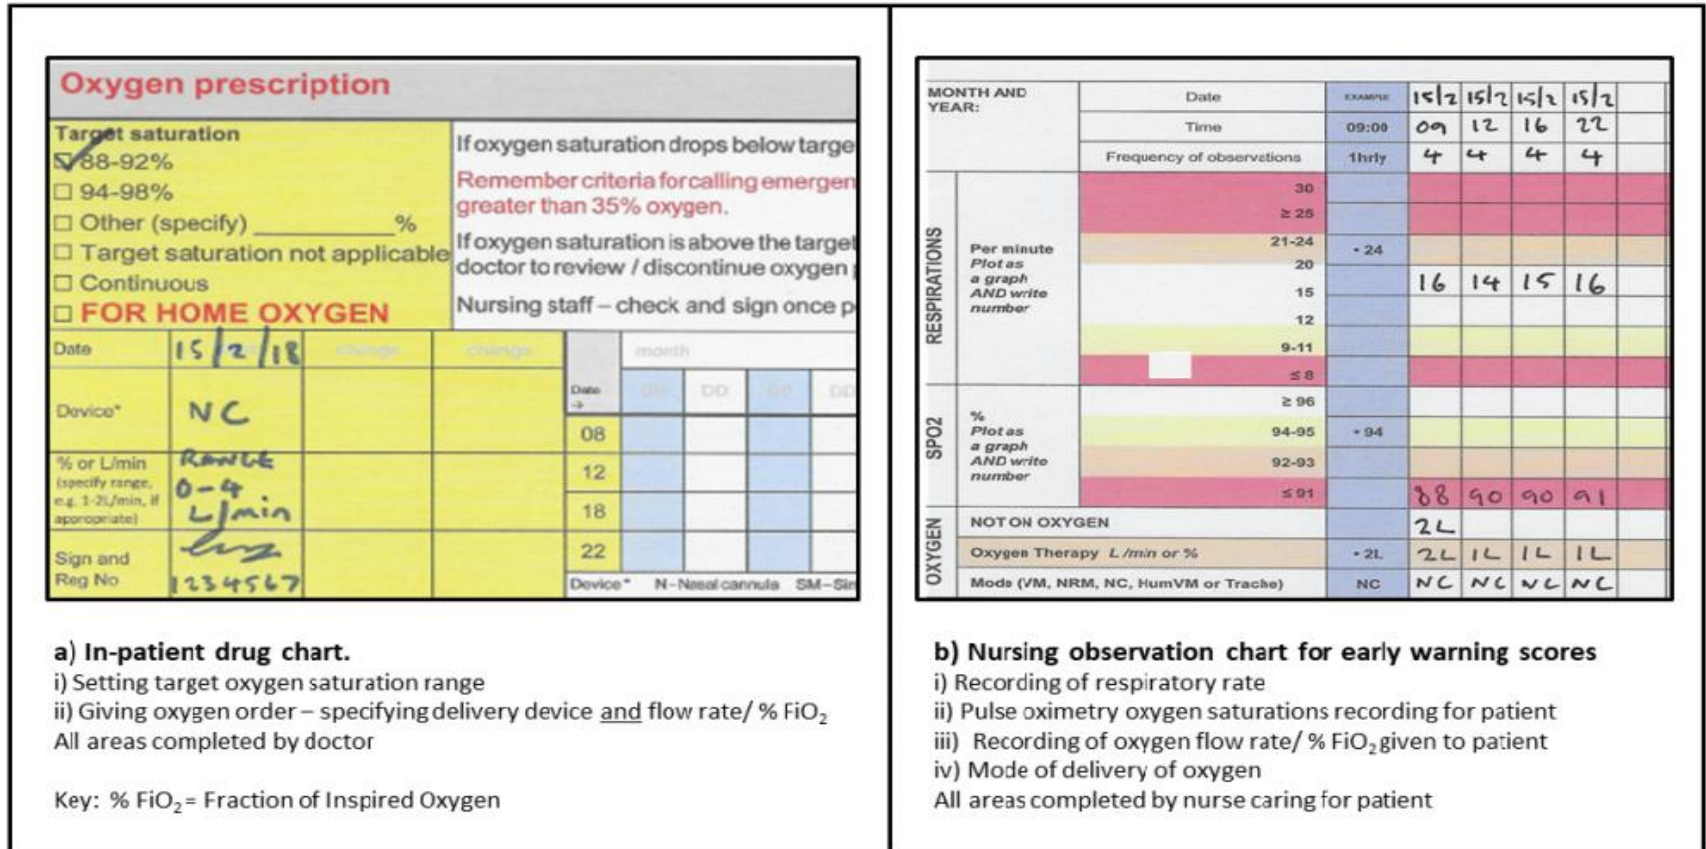 Oxygen prescription
Target saturation
88-92%
94-98%
Other (specify) ________ %
Target saturation not applicable
Continuous
FOR HOME OXYGEN
If oxygen saturation drops below targe
Remember criteria for calling emergen
greater than 35% oxygen.
If oxygen saturation is above the target
doctor to review / discontinue oxygen
Nursing staff – check and sign once p
Date 15/2/18 change change month
Device* NC Date → DD DD DD DD
08
% or L/min RANGE 12
(specify range, 0-4
e.g. 1-2L/min, if L/min 18
appropriate)
Sign and 22
Reg No 1234567 Device* N-Nasal cannula SM-Sim
a) In-patient drug chart.
i) Setting target oxygen saturation range
ii) Giving oxygen order – specifying delivery device and flow rate/ % FiO2
All areas completed by doctor
Key: % FiO2 = Fraction of Inspired Oxygen
MONTH AND YEAR: Date EXAMPLE 15/2 15/2 15/2 15/2
Time 09:00 09 12 16 22
Frequency of observations 1hrly 4 4 4 4
RESPIRATIONS
Per minute
Plot as
a graph
AND write
number
30
≥ 25
21-24 • 24
20
15 16 14 15 16
12
9-11
≤ 8
SPO2
%
Plot as
a graph
AND write
number
≥ 96
94-95 • 94
92-93
≤ 91 88 90 90 91
OXYGEN
NOT ON OXYGEN 2L
Oxygen Therapy L /min or % • 2L 2L 1L 1L 1L
Mode (VM, NRM, NC, HumVM or Trache) NC NC NC NC NC
b) Nursing observation chart for early warning scores
i) Recording of respiratory rate
ii) Pulse oximetry oxygen saturations recording for patient
iii) Recording of oxygen flow rate/ % FiO2 given to patient
iv) Mode of delivery of oxygen
All areas completed by nurse caring for patient